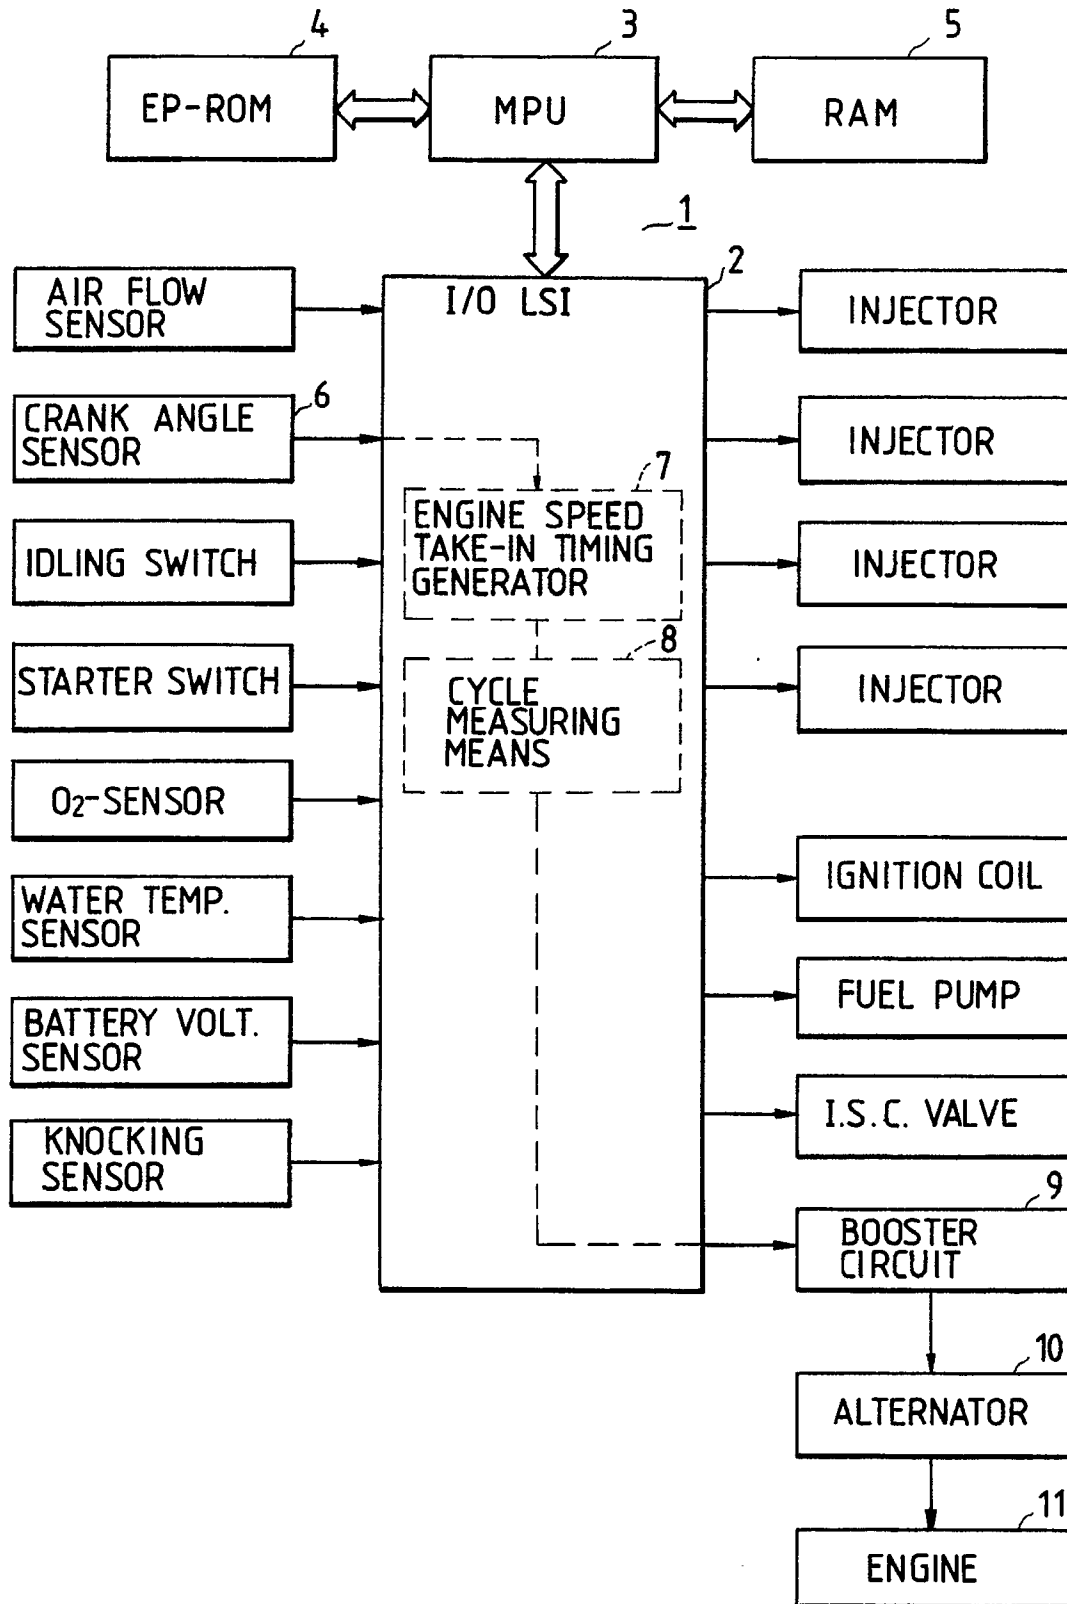 4
3
5
EP-ROM
MPU
RAM
1
2
I/O LSI
AIR FLOW
SENSOR
6
CRANK ANGLE
SENSOR
IDLING SWITCH
STARTER SWITCH
O2-SENSOR
WATER TEMP.
SENSOR
BATTERY VOLT.
SENSOR
KNOCKING
SENSOR
7
ENGINE SPEED
TAKE-IN TIMING
GENERATOR
8
CYCLE
MEASURING
MEANS
INJECTOR
INJECTOR
INJECTOR
INJECTOR
IGNITION COIL
FUEL PUMP
I.S.C. VALVE
9
BOOSTER
CIRCUIT
10
ALTERNATOR
11
ENGINE